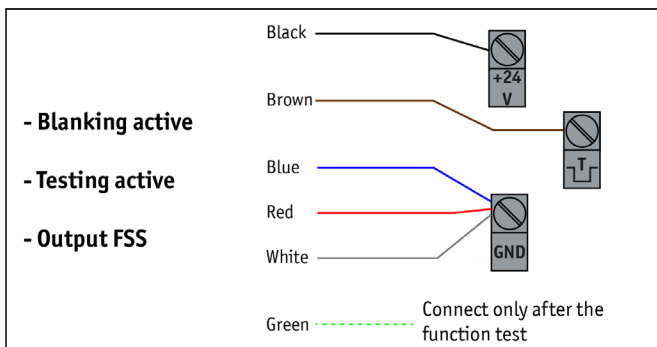 Black
+24
V
Brown
- Blanking active
T
Blue
- Testing active
Red
- Output FSS
White
GND
Green
Connect only after the
function test